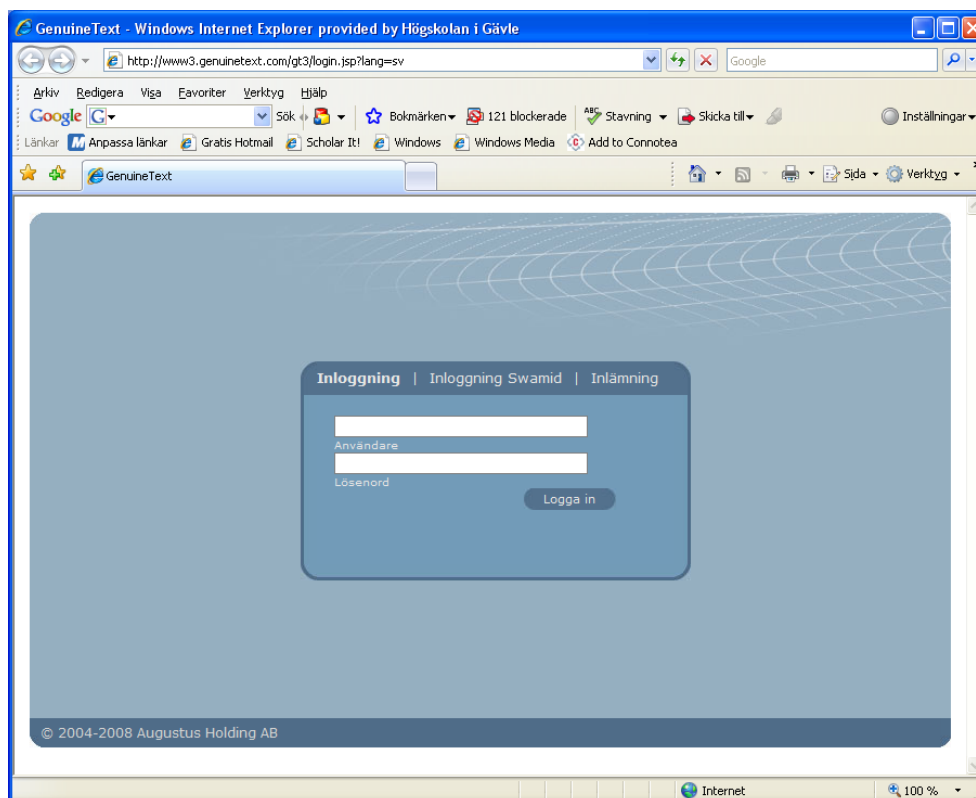 GenuineText - Windows Internet Explorer provided by Högskolan i Gävle
http://www3.genuinetext.com/gt3/login.jsp?lang=sv
Google
Arkiv Redigera Visa Favoriter Verktyg Hjälp
Google G Sök Bokmärken 121 blockerade ABC Stavning Skicka till Inställningar
Länkar Anpassa länkar Gratis Hotmail Scholar It! Windows Windows Media Add to Connotea
GenuineText Sida Verktyg
Inloggning | Inloggning Swamid | Inlämning
Användare
Lösenord
Logga in
© 2004-2008 Augustus Holding AB
Internet 100 %